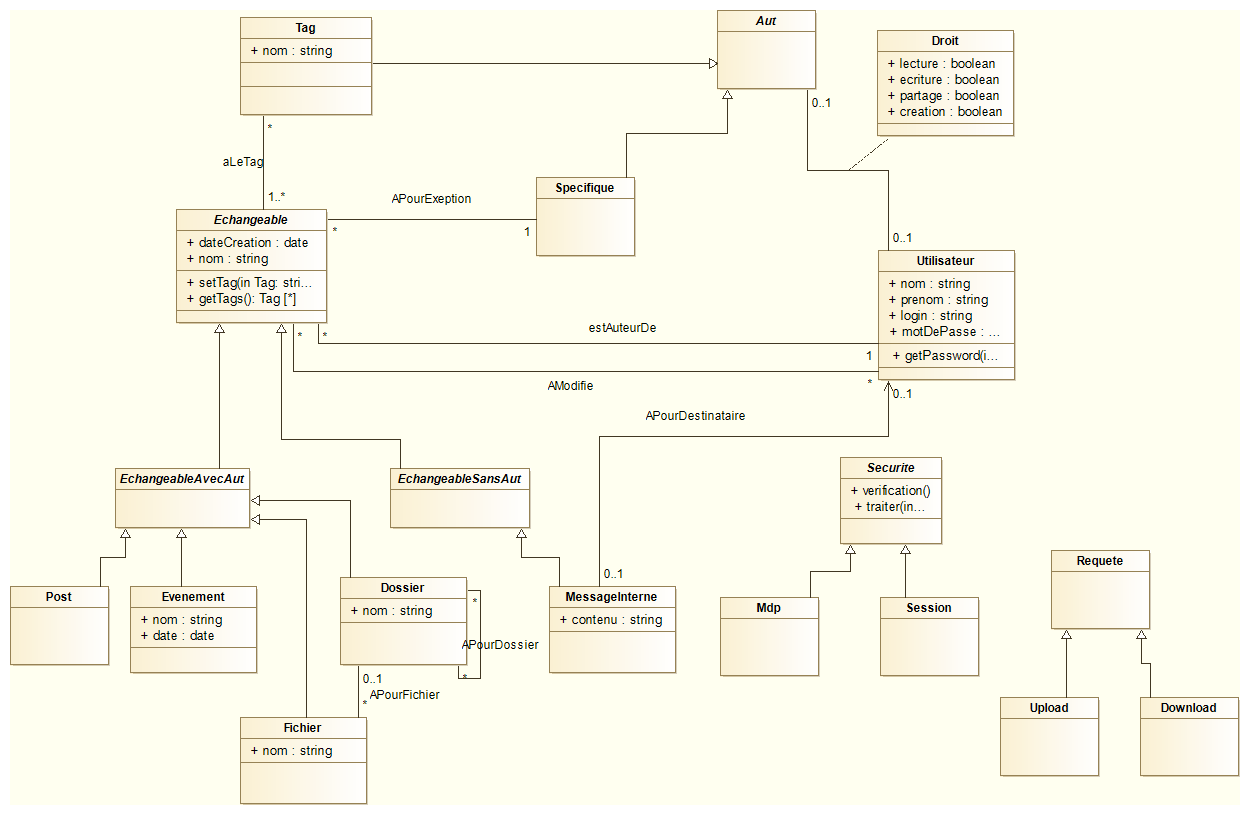 Tag
+ nom : string
Aut
Droit
+ lecture : boolean
+ ecriture : boolean
+ partage : boolean
+ creation : boolean
0..1
*
aLeTag
1..*
Specifique
APourExeption
*
1
Echangeable
+ dateCreation : date
+ nom : string
+ setTag(in Tag: stri...
+ getTags(): Tag [*]
0..1
Utilisateur
+ nom : string
+ prenom : string
+ login : string
+ motDePasse : ...
+ getPassword(i...
* *
estAuteurDe
1
AModifie
*
0..1
APourDestinataire
EchangeableAvecAut
EchangeableSansAut
Securite
+ verification()
+ traiter(in...
Requete
0..1
Post
Evenement
+ nom : string
+ date : date
Dossier
+ nom : string
*
APourDossier
*
MessageInterne
+ contenu : string
Mdp
Session
0..1
APourFichier
*
Fichier
+ nom : string
Upload
Download